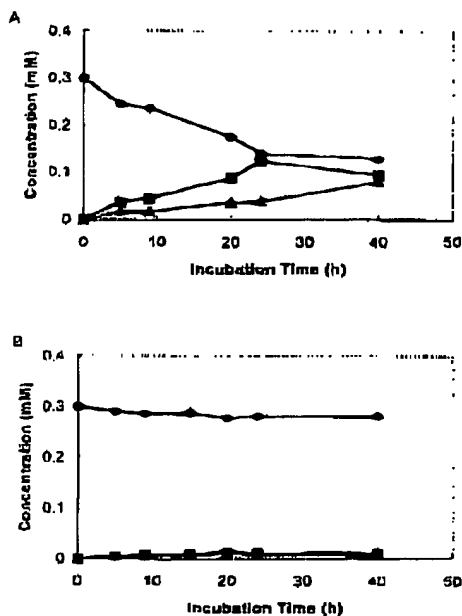 A
0,4
0,3
0.2
0.1
0
0 10 20 30 40 50
Concentration (mM)
Incubation Time (h)
B
0.4
0.3
0.2
0.1
0
0 10 20 30 40 50
Concentration (mM)
Incubation Time (h)